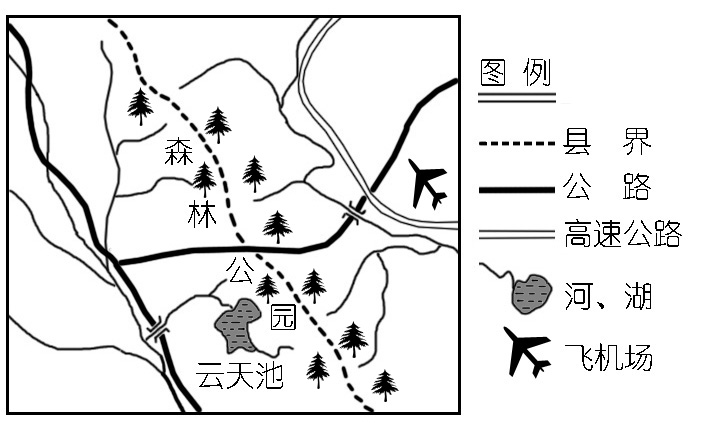 森
林
公
园
云天池
图 例
县 界
公 路
高速公路
河、湖
飞机场